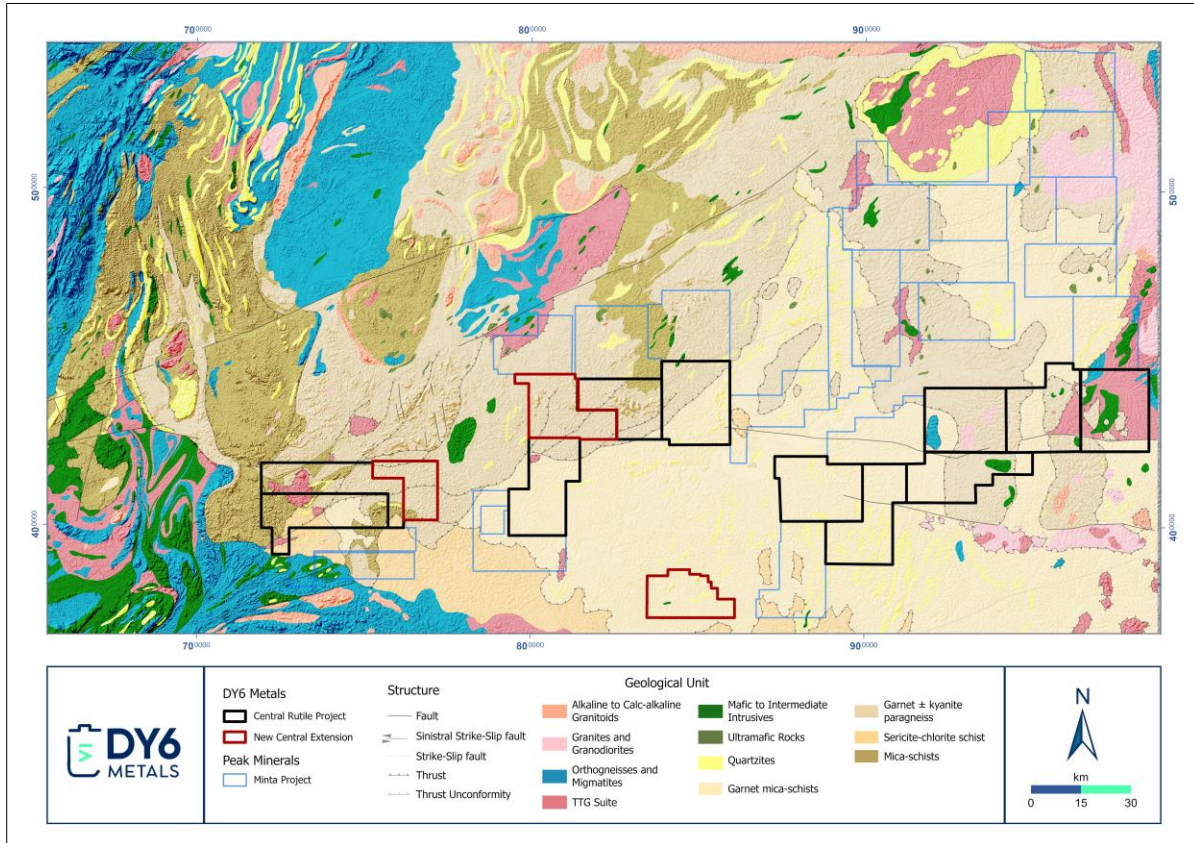 70⁰⁰⁰⁰
80⁰⁰⁰⁰
90⁰⁰⁰⁰
50⁰⁰⁰⁰
50⁰⁰⁰⁰
40⁰⁰⁰⁰
40⁰⁰⁰⁰
70⁰⁰⁰⁰
80⁰⁰⁰⁰
90⁰⁰⁰⁰
DY6
METALS
DY6 Metals
Central Rutile Project
New Central Extension
Peak Minerals
Minta Project
Structure
Fault
Sinistral Strike-Slip fault
Strike-Slip fault
Thrust
Thrust Unconformity
Geological Unit
Alkaline to Calc-alkaline
Granitoids
Granites and
Granodiorites
Orthogneisses and
Migmatites
TTG Suite
Mafic to Intermediate
Intrusives
Ultramafic Rocks
Quartzites
Garnet mica-schists
Garnet ± kyanite
paragneiss
Sericite-chlorite schist
Mica-schists
N
km
0 15 30